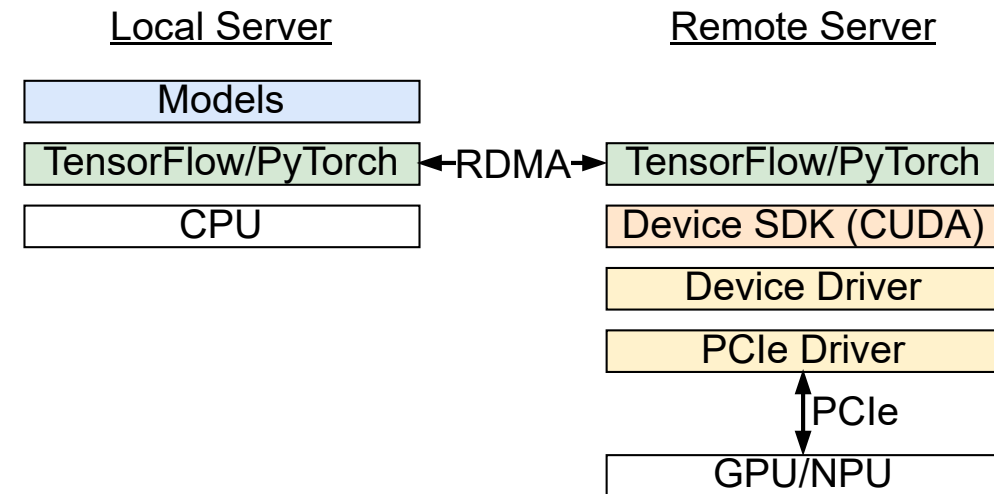 Local Server
Remote Server
Models
TensorFlow/PyTorch
RDMA
TensorFlow/PyTorch
CPU
Device SDK (CUDA)
Device Driver
PCIe Driver
PCIe
GPU/NPU